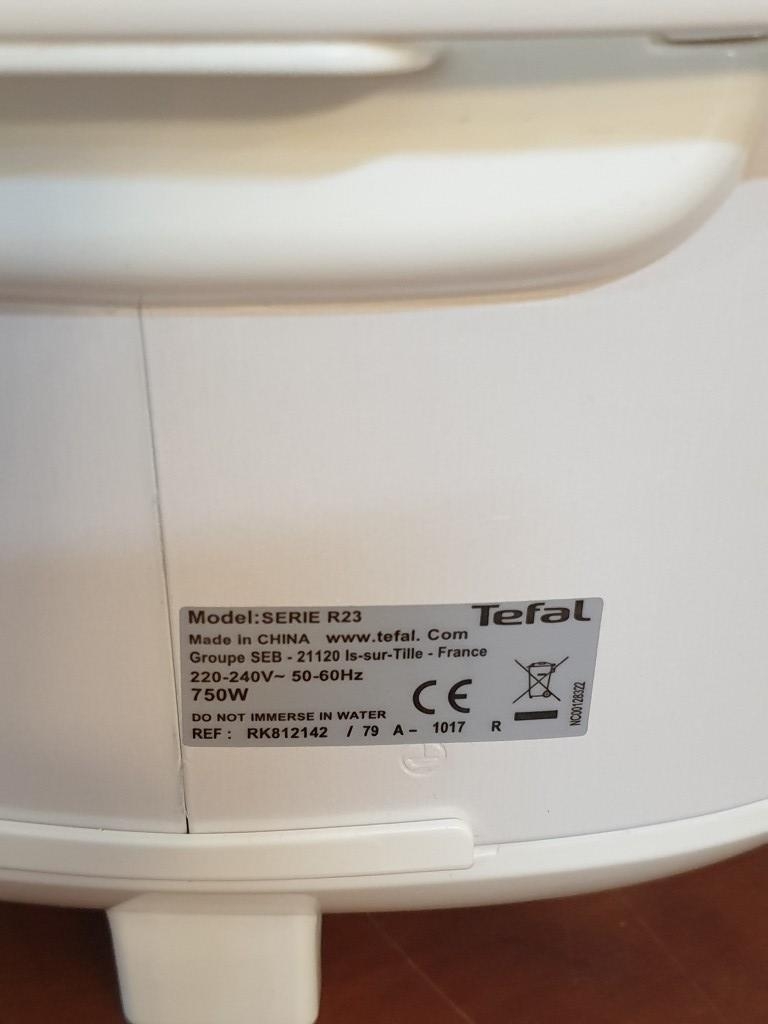 Model:SERIE R23 Tefal
Made in CHINA www.tefal. Com
Groupe SEB - 21120 Is-sur-Tille - France
220-240V~ 50-60Hz
750W CE
DO NOT IMMERSE IN WATER
REF : RK812142 / 79 A – 1017 R
NC00128322